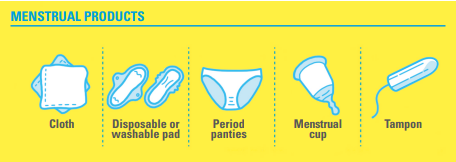 MENSTRUAL PRODUCTS
Cloth
Disposable or
washable pad
Period
panties
Menstrual
cup
Tampon